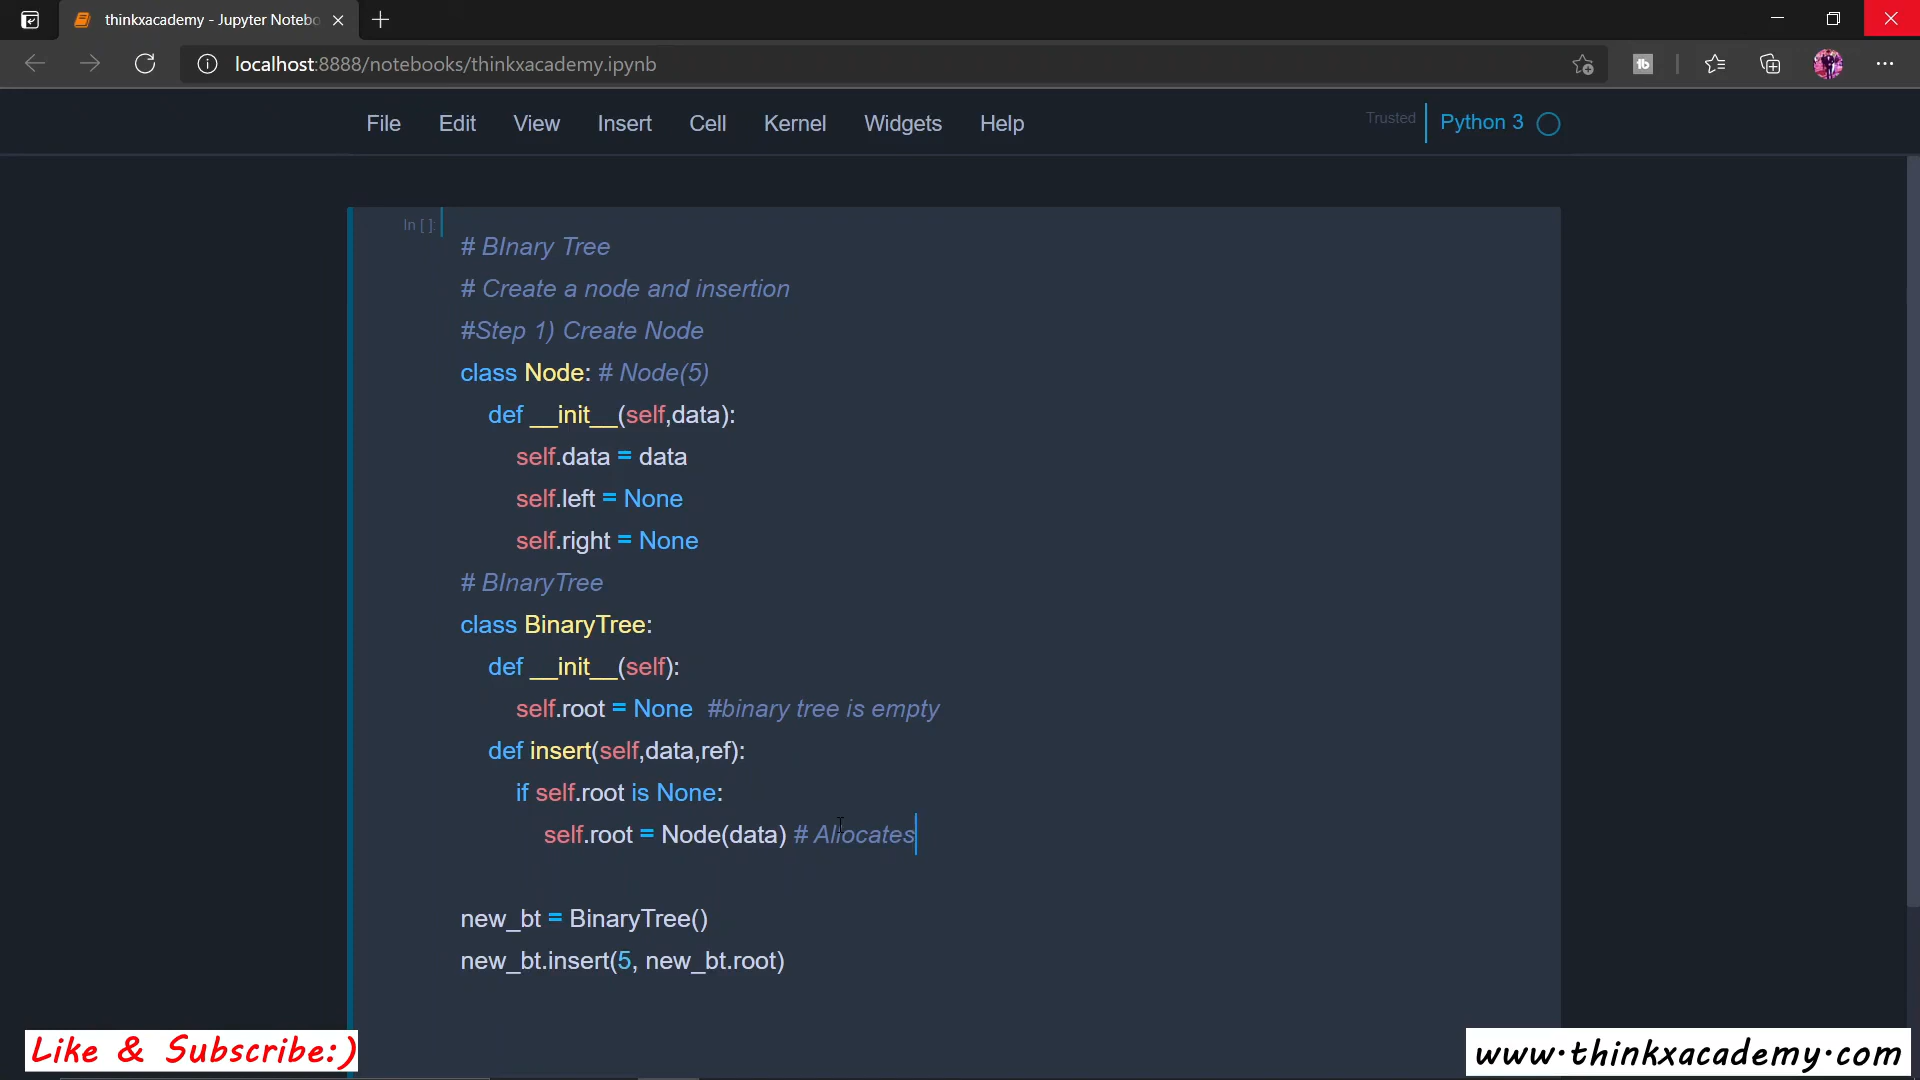 thinkxacademy - Jupyter Notebo
localhost:8888/notebooks/thinkxacademy.ipynb
File Edit View Insert Cell Kernel Widgets Help
Trusted Python 3
In [ ]:
# BInary Tree
# Create a node and insertion
#Step 1) Create Node
class Node: # Node(5)
    def __init__(self,data):
        self.data = data
        self.left = None
        self.right = None
# BInaryTree
class BinaryTree:
    def __init__(self):
        self.root = None  #binary tree is empty
    def insert(self,data,ref):
        if self.root is None:
            self.root = Node(data) # Allocates
new_bt = BinaryTree()
new_bt.insert(5, new_bt.root)
Like & Subscribe:)
www.thinkxacademy.com